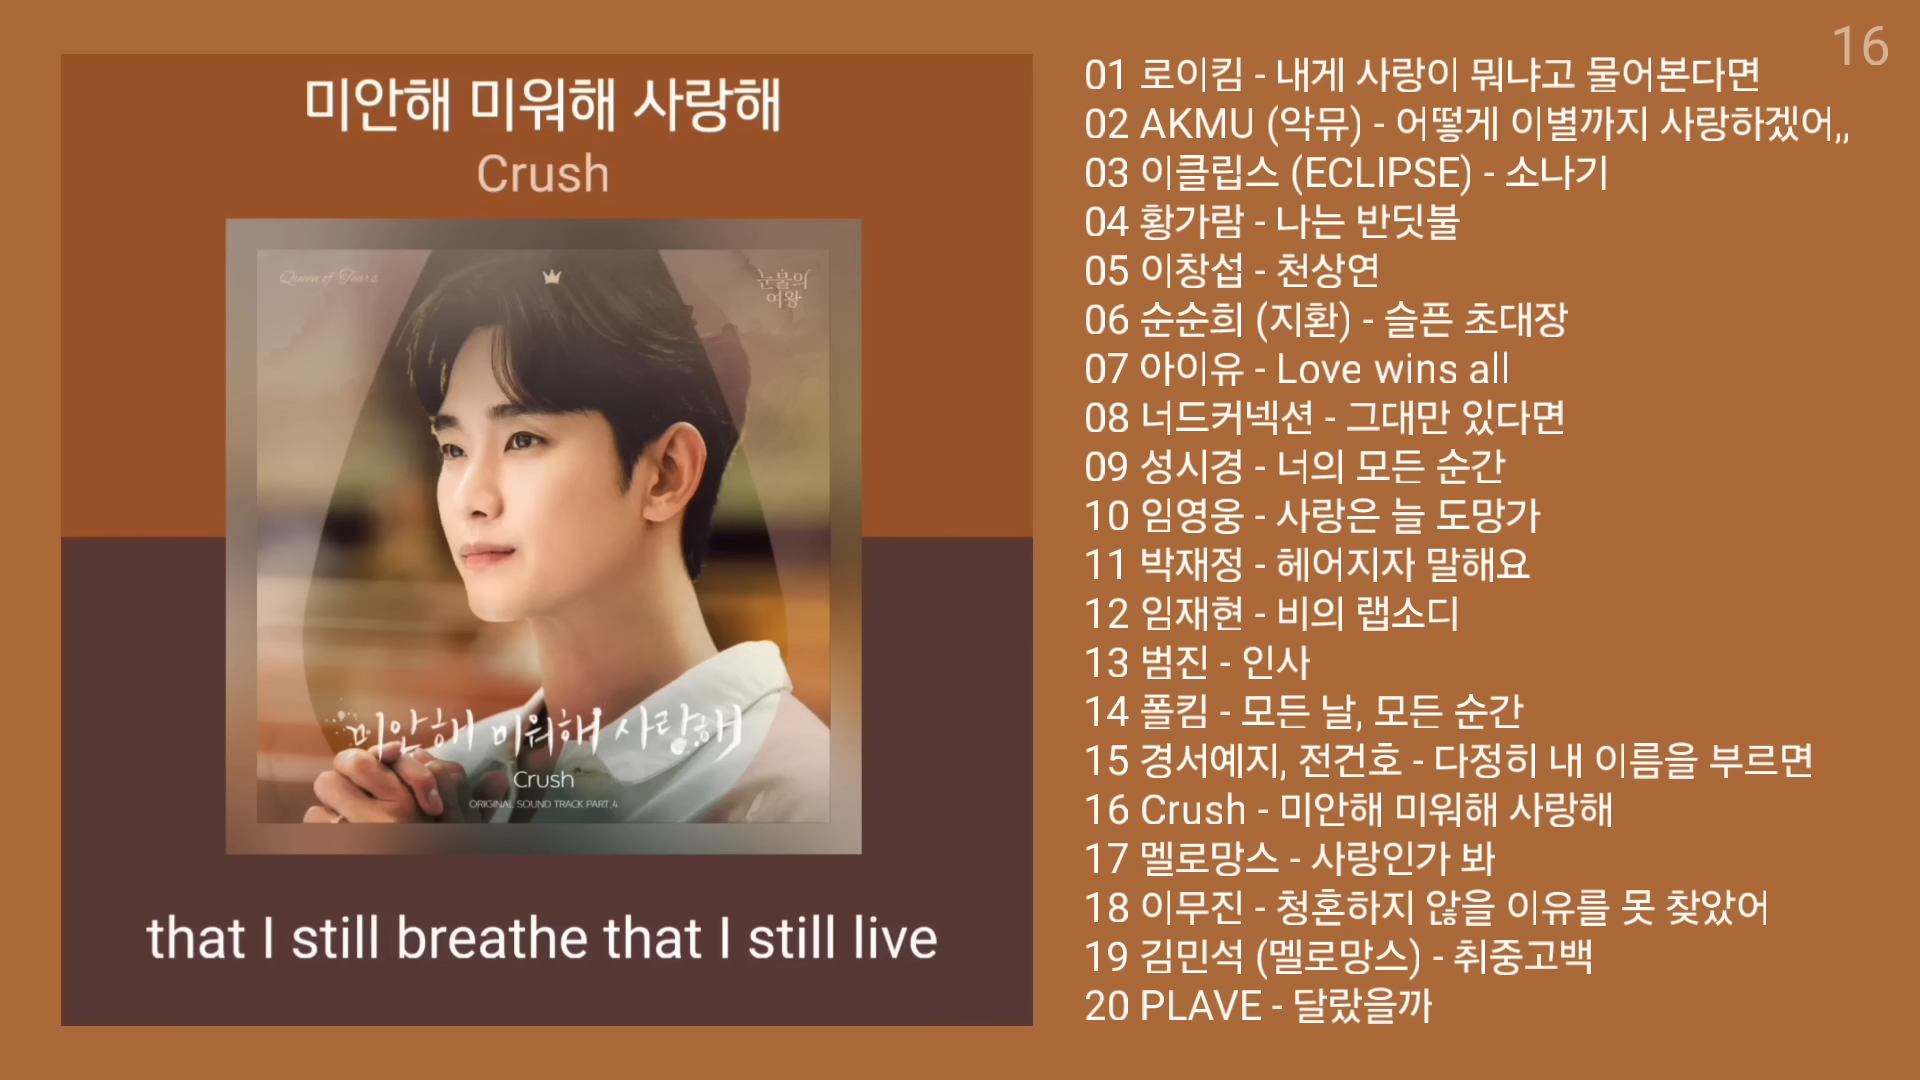 16
미안해 미워해 사랑해
Crush
Queen of Tears
눈물의
여왕
미안해 미워해 사랑해
Crush
ORIGINAL SOUND TRACK PART.4
that I still breathe that I still live
01 로이킴 - 내게 사랑이 뭐냐고 물어본다면
02 AKMU (악뮤) - 어떻게 이별까지 사랑하겠어,,
03 이클립스 (ECLIPSE) - 소나기
04 황가람 - 나는 반딧불
05 이창섭 - 천상연
06 순순희 (지환) - 슬픈 초대장
07 아이유 - Love wins all
08 너드커넥션 - 그대만 있다면
09 성시경 - 너의 모든 순간
10 임영웅 - 사랑은 늘 도망가
11 박재정 - 헤어지자 말해요
12 임재현 - 비의 랩소디
13 범진 - 인사
14 폴킴 - 모든 날, 모든 순간
15 경서예지, 전건호 - 다정히 내 이름을 부르면
16 Crush - 미안해 미워해 사랑해
17 멜로망스 - 사랑인가 봐
18 이무진 - 청혼하지 않을 이유를 못 찾았어
19 김민석 (멜로망스) - 취중고백
20 PLAVE - 달랐을까